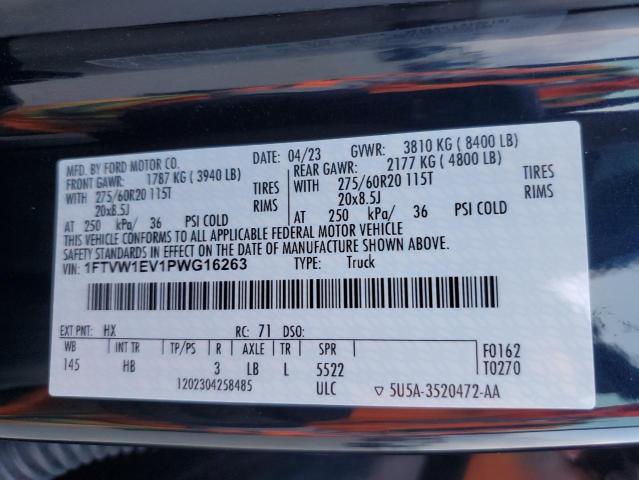 MFD. BY FORD MOTOR CO. DATE: 04/23 GVWR: 3810 KG ( 8400 LB)
FRONT GAWR: 1787 KG ( 3940 LB) REAR GAWR: 2177 KG ( 4800 LB)
WITH 275/60R20 115T TIRES WITH 275/60R20 115T TIRES
20x8.5J RIMS 20x8.5J RIMS
AT 250 kPa/ 36 PSI COLD AT 250 kPa/ 36 PSI COLD
THIS VEHICLE CONFORMS TO ALL APPLICABLE FEDERAL MOTOR VEHICLE
SAFETY STANDARDS IN EFFECT ON THE DATE OF MANUFACTURE SHOWN ABOVE.
VIN: 1FTVW1EV1PWG16263 TYPE: Truck
EXT PNT: HX RC: 71 DSO:
WB INT TR TP/PS R AXLE TR SPR F0162
145 HB 3 LB L 5522 T0270
1202304258485 ULC ▽ 5U5A-3520472-AA